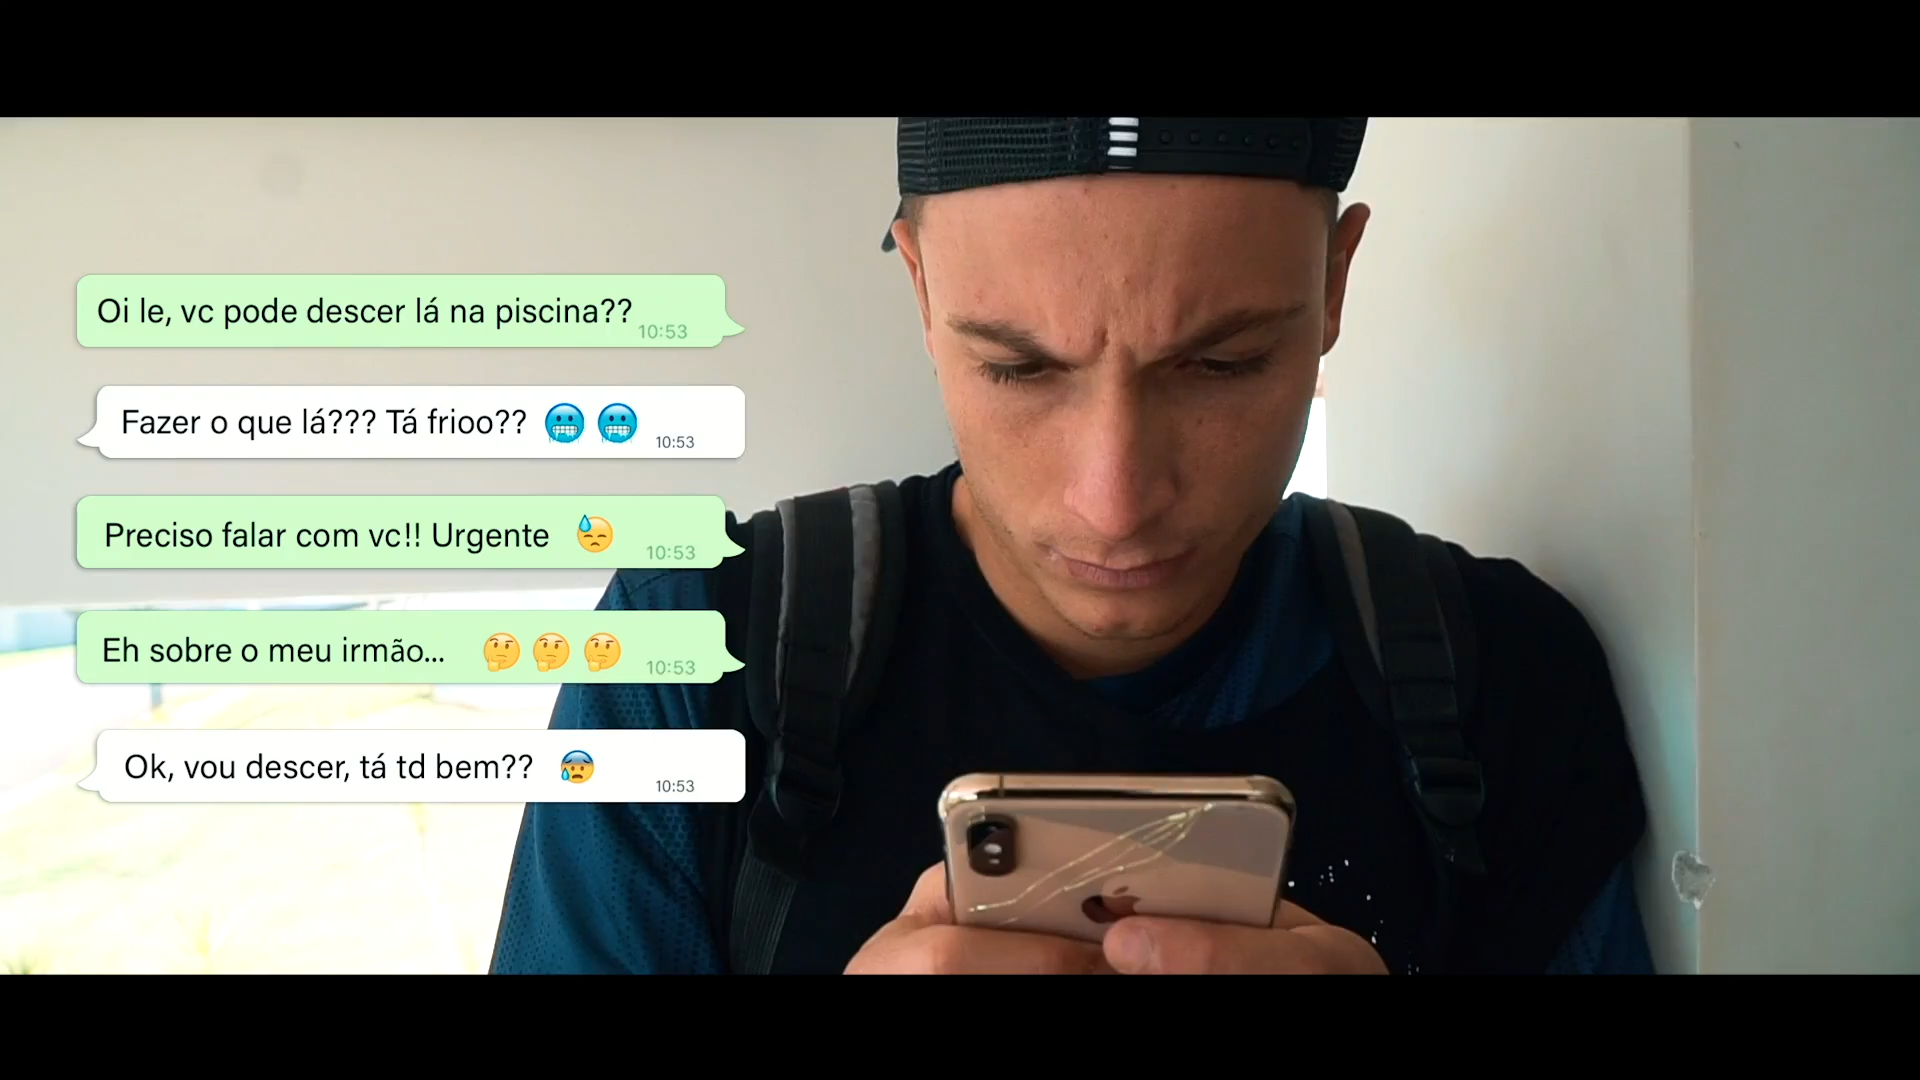 Oi le, vc pode descer lá na piscina?? 10:53
Fazer o que lá??? Tá frioo?? 🥶 🥶 10:53
Preciso falar com vc!! Urgente 😓 10:53
Eh sobre o meu irmão... 🤔 🤔 🤔 10:53
Ok, vou descer, tá td bem?? 😰 10:53